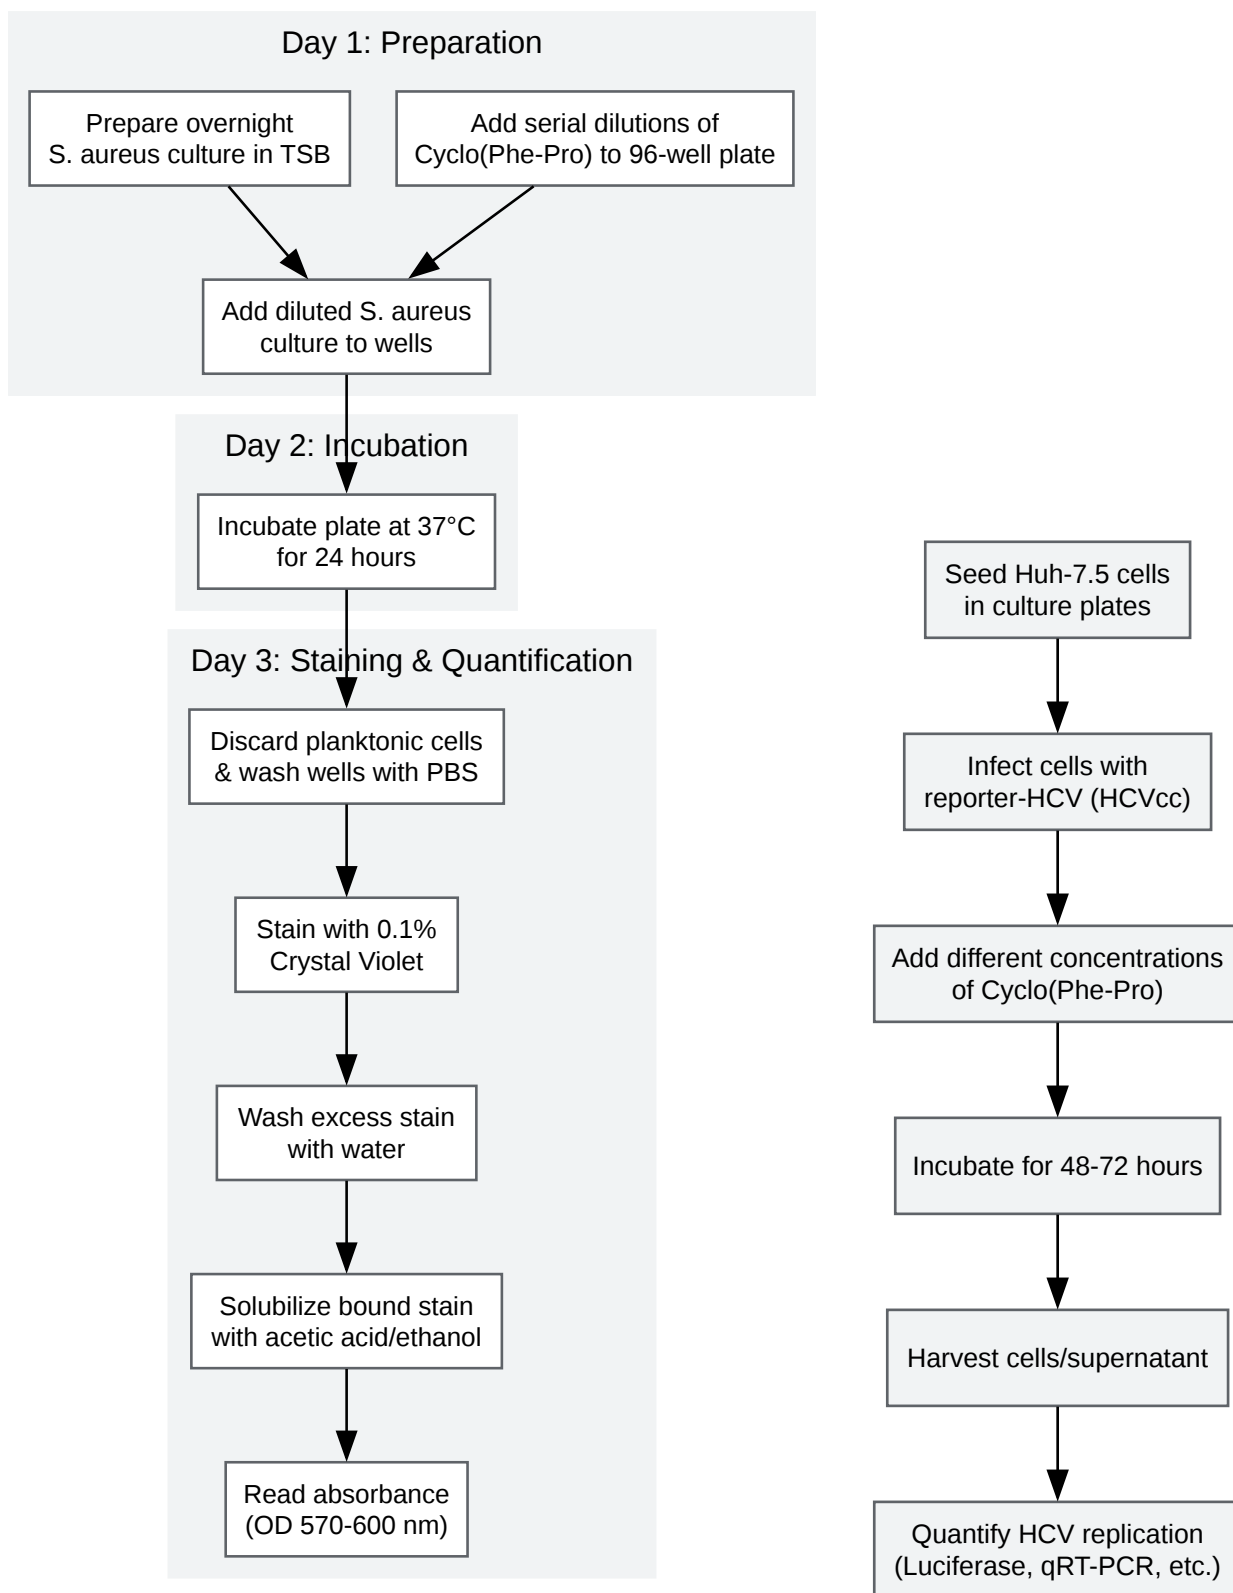 Day 1: Preparation
Prepare overnight
S. aureus culture in TSB
Add serial dilutions of
Cyclo(Phe-Pro) to 96-well plate
Add diluted S. aureus
culture to wells
Day 2: Incubation
Incubate plate at 37°C
for 24 hours
Day 3: Staining & Quantification
Discard planktonic cells
& wash wells with PBS
Stain with 0.1%
Crystal Violet
Wash excess stain
with water
Solubilize bound stain
with acetic acid/ethanol
Read absorbance
(OD 570-600 nm)
Seed Huh-7.5 cells
in culture plates
Infect cells with
reporter-HCV (HCVcc)
Add different concentrations
of Cyclo(Phe-Pro)
Incubate for 48-72 hours
Harvest cells/supernatant
Quantify HCV replication
(Luciferase, qRT-PCR, etc.)